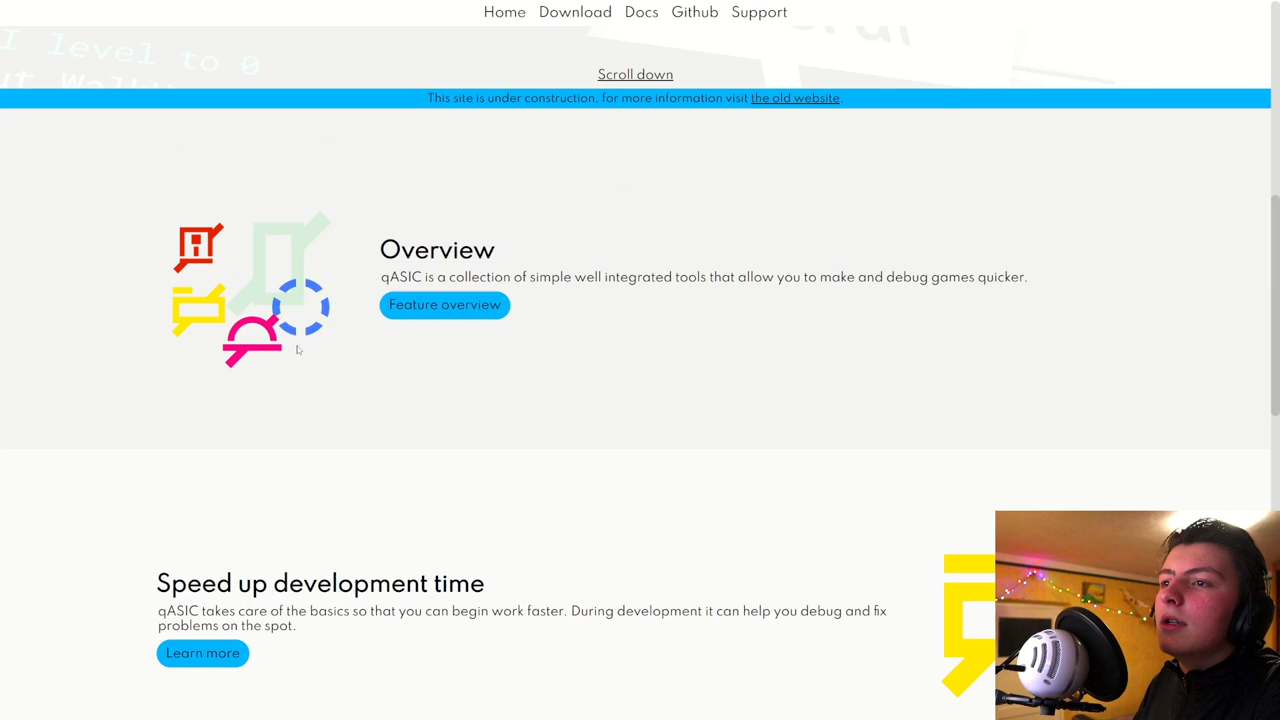 Home Download Docs Github Support
I level to 0
Scroll down
This site is under construction, for more information visit the old website.
Overview
qASIC is a collection of simple well integrated tools that allow you to make and debug games quicker.
Feature overview
Speed up development time
qASIC takes care of the basics so that you can begin work faster. During development it can help you debug and fix
problems on the spot.
Learn more